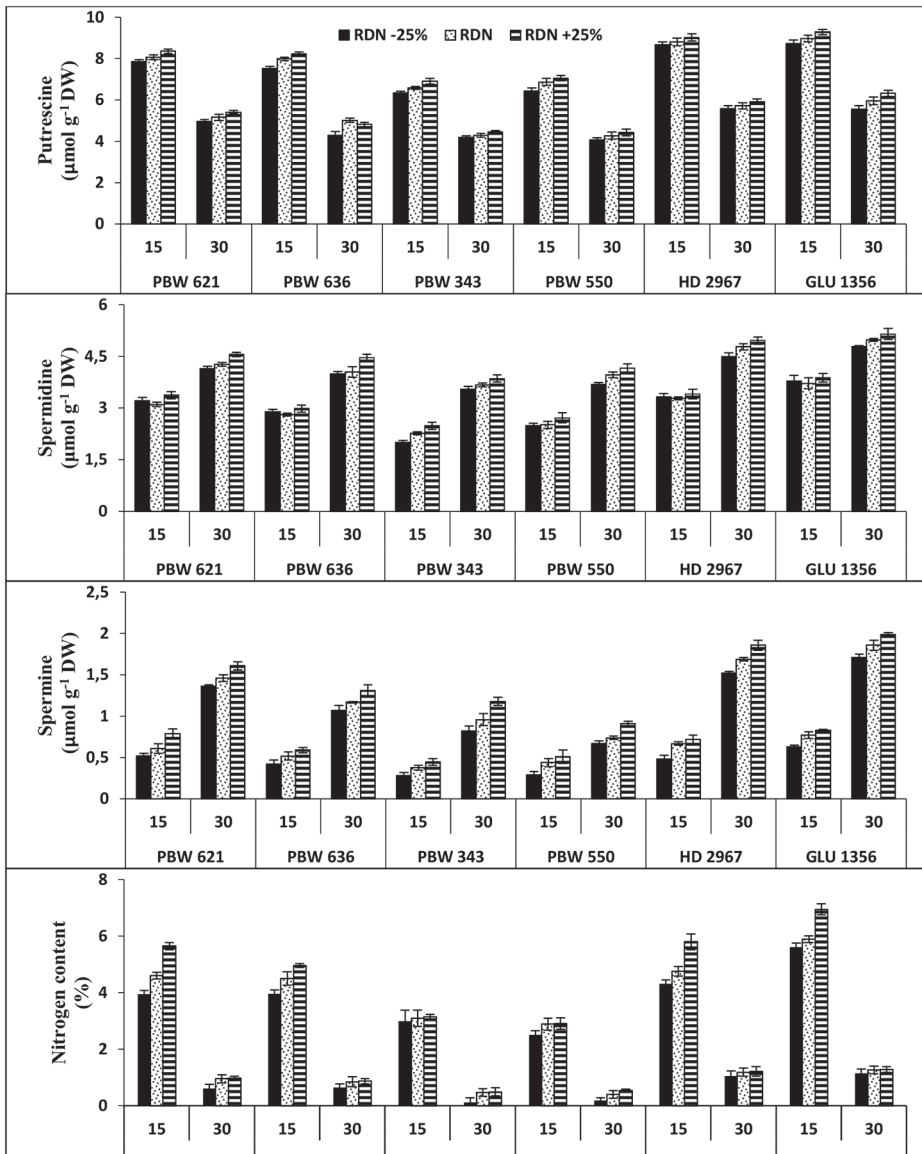 10
8
6
4
2
0
Putrescine
(µmol g⁻¹ DW)
RDN -25% RDN RDN +25%
15 30 15 30 15 30 15 30 15 30 15 30
PBW 621 PBW 636 PBW 343 PBW 550 HD 2967 GLU 1356
6
4,5
3
1,5
0
Spermidine
(µmol g⁻¹ DW)
15 30 15 30 15 30 15 30 15 30 15 30
PBW 621 PBW 636 PBW 343 PBW 550 HD 2967 GLU 1356
2,5
2
1,5
1
0,5
0
Spermine
(µmol g⁻¹ DW)
15 30 15 30 15 30 15 30 15 30 15 30
PBW 621 PBW 636 PBW 343 PBW 550 HD 2967 GLU 1356
8
6
4
2
0
Nitrogen content
(%)
15 30 15 30 15 30 15 30 15 30 15 30